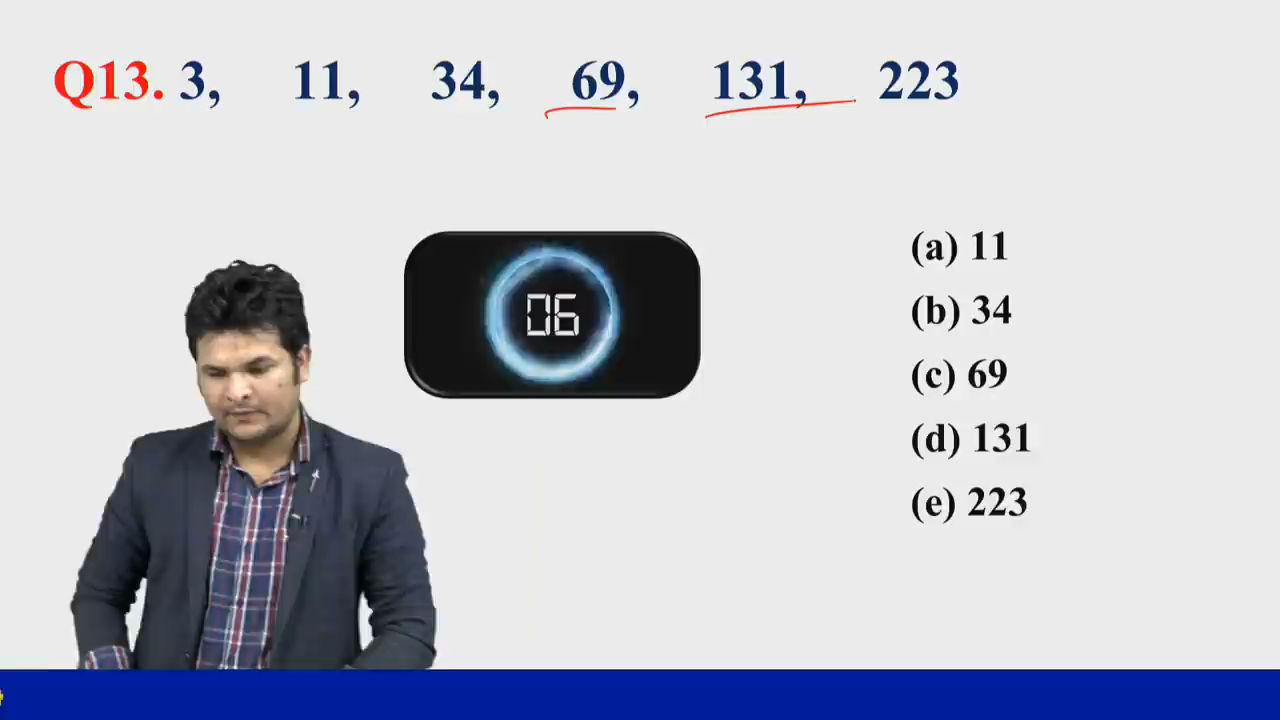 Q13. 3, 11, 34, 69, 131, 223
06
(a) 11
(b) 34
(c) 69
(d) 131
(e) 223